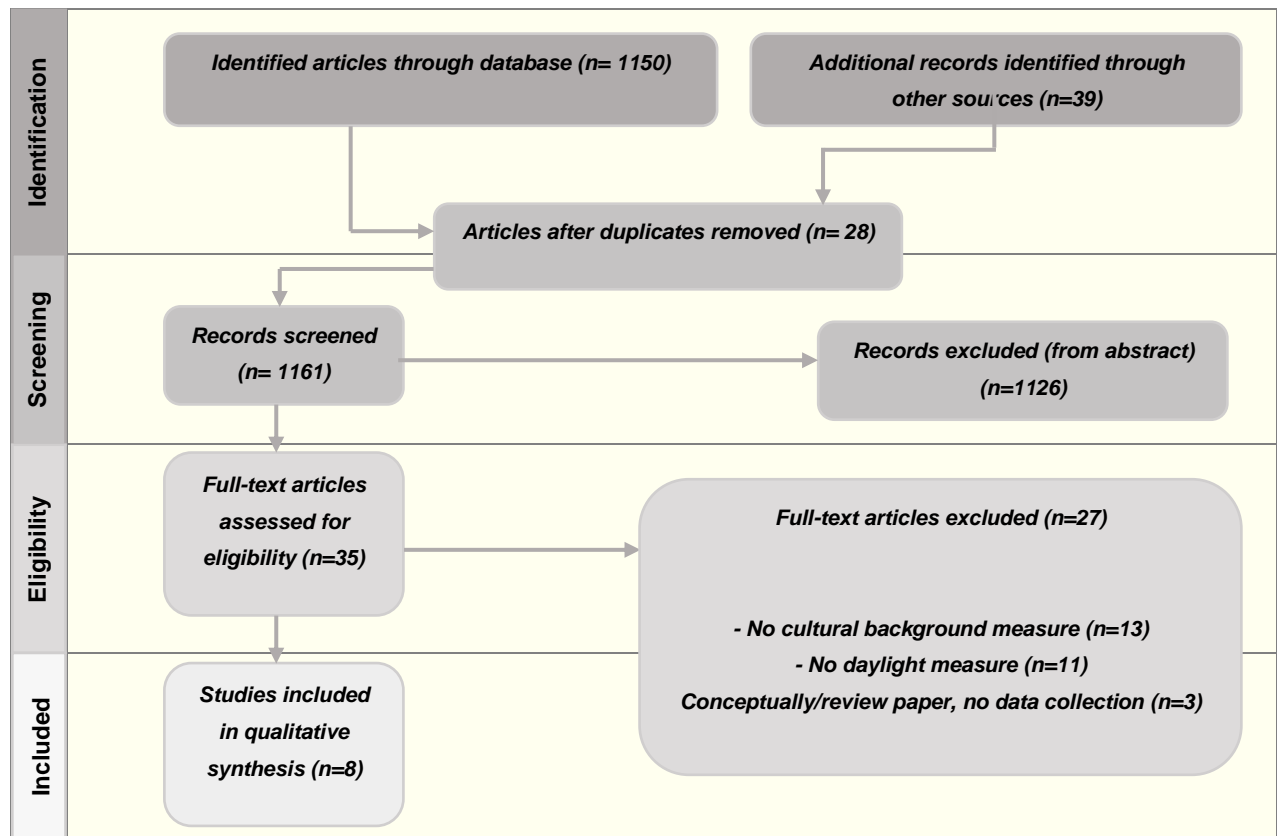 Identification
Identified articles through database (n= 1150)
Additional records identified through
other sources (n=39)
Articles after duplicates removed (n= 28)
Screening
Records screened
(n= 1161)
Records excluded (from abstract)
(n=1126)
Eligibility
Full-text articles
assessed for
eligibility (n=35)
Full-text articles excluded (n=27)
- No cultural background measure (n=13)
- No daylight measure (n=11)
Conceptually/review paper, no data collection (n=3)
Included
Studies included
in qualitative
synthesis (n=8)